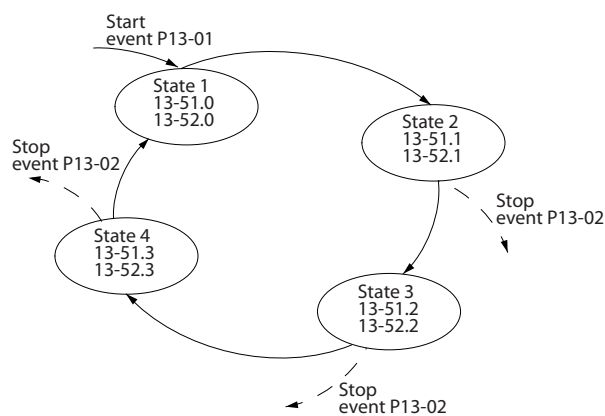 Start
event P13-01
State 1
13-51.0
13-52.0
State 2
13-51.1
13-52.1
Stop
event P13-02
Stop
event P13-02
State 4
13-51.3
13-52.3
State 3
13-51.2
13-52.2
Stop
event P13-02